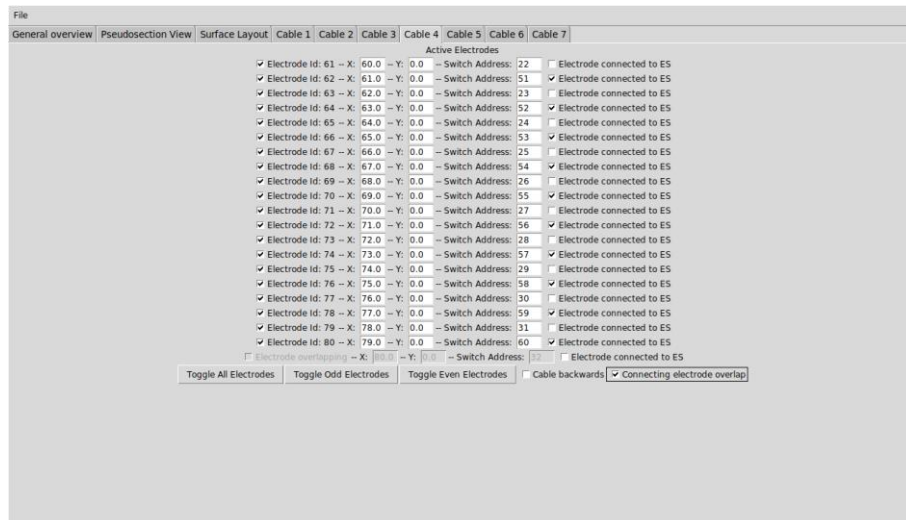 File
General overview Pseudosection View Surface Layout Cable 1 Cable 2 Cable 3 Cable 4 Cable 5 Cable 6 Cable 7
Active Electrodes
Electrode Id: 61 -- X: 60.0 -- Y: 0.0 -- Switch Address: 22 Electrode connected to ES
Electrode Id: 62 -- X: 61.0 -- Y: 0.0 -- Switch Address: 51 Electrode connected to ES
Electrode Id: 63 -- X: 62.0 -- Y: 0.0 -- Switch Address: 23 Electrode connected to ES
Electrode Id: 64 -- X: 63.0 -- Y: 0.0 -- Switch Address: 52 Electrode connected to ES
Electrode Id: 65 -- X: 64.0 -- Y: 0.0 -- Switch Address: 24 Electrode connected to ES
Electrode Id: 66 -- X: 65.0 -- Y: 0.0 -- Switch Address: 53 Electrode connected to ES
Electrode Id: 67 -- X: 66.0 -- Y: 0.0 -- Switch Address: 25 Electrode connected to ES
Electrode Id: 68 -- X: 67.0 -- Y: 0.0 -- Switch Address: 54 Electrode connected to ES
Electrode Id: 69 -- X: 68.0 -- Y: 0.0 -- Switch Address: 26 Electrode connected to ES
Electrode Id: 70 -- X: 69.0 -- Y: 0.0 -- Switch Address: 55 Electrode connected to ES
Electrode Id: 71 -- X: 70.0 -- Y: 0.0 -- Switch Address: 27 Electrode connected to ES
Electrode Id: 72 -- X: 71.0 -- Y: 0.0 -- Switch Address: 56 Electrode connected to ES
Electrode Id: 73 -- X: 72.0 -- Y: 0.0 -- Switch Address: 28 Electrode connected to ES
Electrode Id: 74 -- X: 73.0 -- Y: 0.0 -- Switch Address: 57 Electrode connected to ES
Electrode Id: 75 -- X: 74.0 -- Y: 0.0 -- Switch Address: 29 Electrode connected to ES
Electrode Id: 76 -- X: 75.0 -- Y: 0.0 -- Switch Address: 58 Electrode connected to ES
Electrode Id: 77 -- X: 76.0 -- Y: 0.0 -- Switch Address: 30 Electrode connected to ES
Electrode Id: 78 -- X: 77.0 -- Y: 0.0 -- Switch Address: 59 Electrode connected to ES
Electrode Id: 79 -- X: 78.0 -- Y: 0.0 -- Switch Address: 31 Electrode connected to ES
Electrode Id: 80 -- X: 79.0 -- Y: 0.0 -- Switch Address: 60 Electrode connected to ES
Electrode overlapping -- X: 80.0 -- Y: 0.0 -- Switch Address: 32 Electrode connected to ES
Toggle All Electrodes Toggle Odd Electrodes Toggle Even Electrodes Cable backwards Connecting electrode overlap